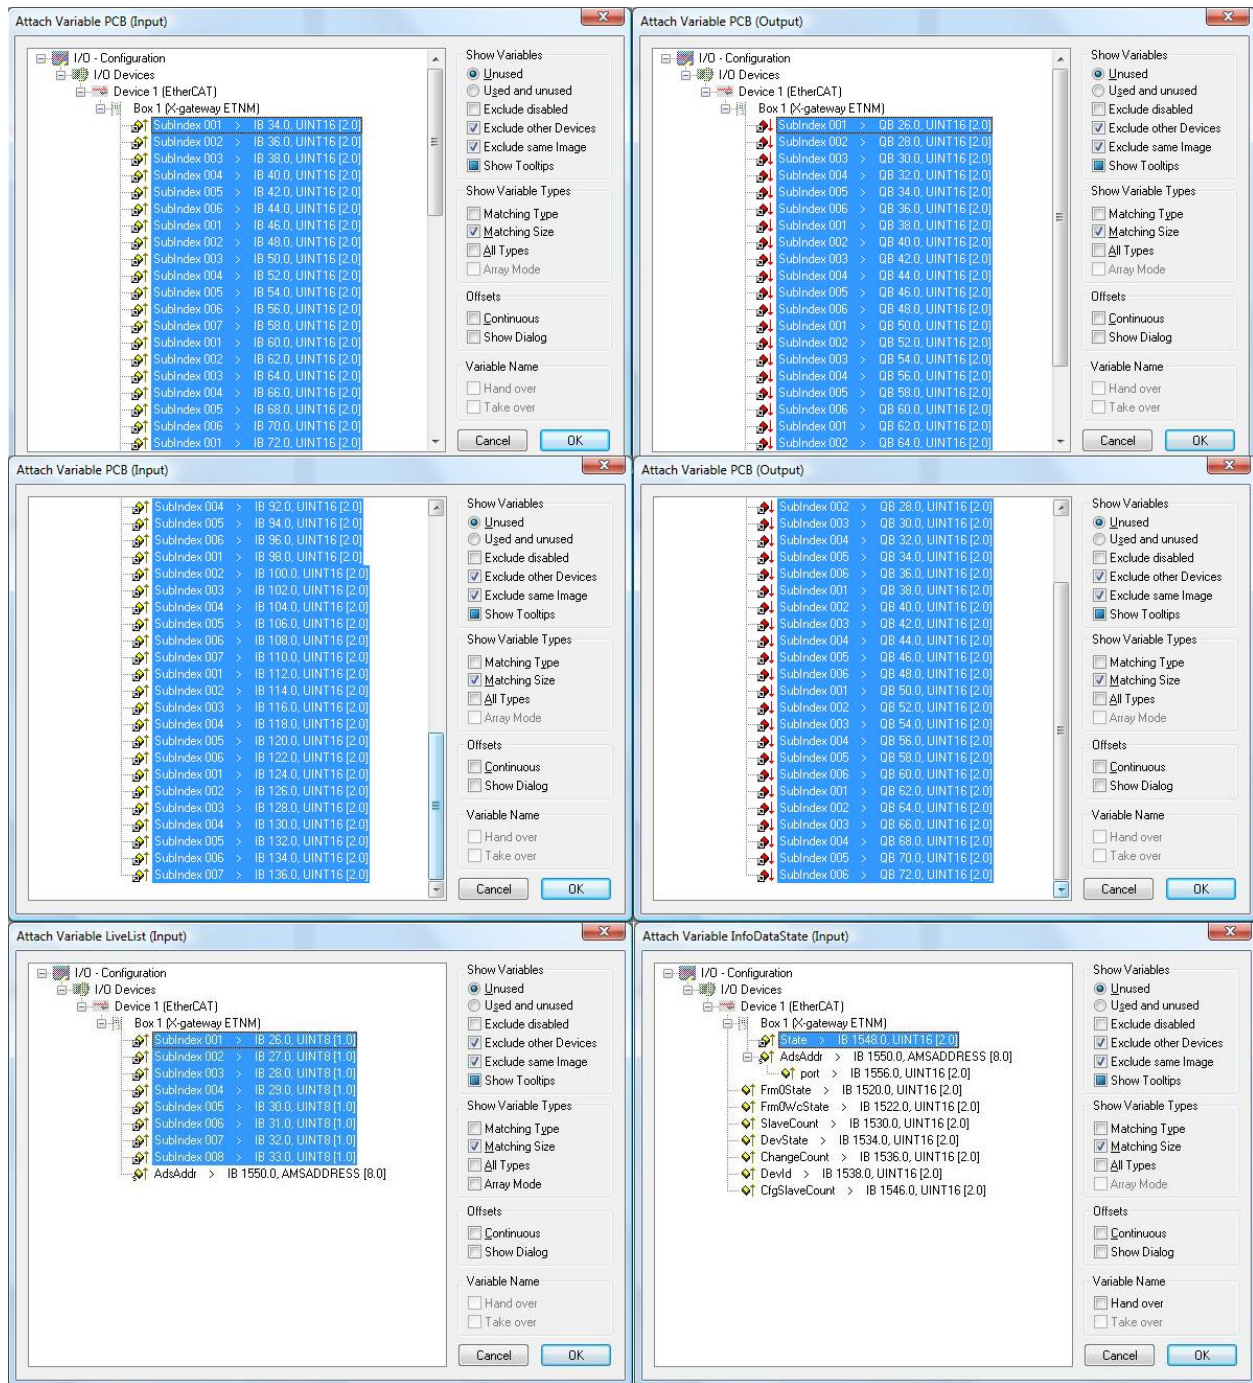 Attach Variable PCB (Input)
I/O - Configuration
I/O Devices
Device 1 (EtherCAT)
Box 1 (X-gateway ETNM)
SubIndex 001 > IB 34.0, UINT16 [2.0]
SubIndex 002 > IB 36.0, UINT16 [2.0]
SubIndex 003 > IB 38.0, UINT16 [2.0]
SubIndex 004 > IB 40.0, UINT16 [2.0]
SubIndex 005 > IB 42.0, UINT16 [2.0]
SubIndex 006 > IB 44.0, UINT16 [2.0]
SubIndex 001 > IB 46.0, UINT16 [2.0]
SubIndex 002 > IB 48.0, UINT16 [2.0]
SubIndex 003 > IB 50.0, UINT16 [2.0]
SubIndex 004 > IB 52.0, UINT16 [2.0]
SubIndex 005 > IB 54.0, UINT16 [2.0]
SubIndex 006 > IB 56.0, UINT16 [2.0]
SubIndex 007 > IB 58.0, UINT16 [2.0]
SubIndex 001 > IB 60.0, UINT16 [2.0]
SubIndex 002 > IB 62.0, UINT16 [2.0]
SubIndex 003 > IB 64.0, UINT16 [2.0]
SubIndex 004 > IB 66.0, UINT16 [2.0]
SubIndex 005 > IB 68.0, UINT16 [2.0]
SubIndex 006 > IB 70.0, UINT16 [2.0]
SubIndex 001 > IB 72.0, UINT16 [2.0]
Show Variables
Unused
Used and unused
Exclude disabled
Exclude other Devices
Exclude same Image
Show Tooltips
Show Variable Types
Matching Type
Matching Size
All Types
Array Mode
Offsets
Continuous
Show Dialog
Variable Name
Hand over
Take over
Cancel OK
Attach Variable PCB (Output)
I/O - Configuration
I/O Devices
Device 1 (EtherCAT)
Box 1 (X-gateway ETNM)
SubIndex 001 > QB 26.0, UINT16 [2.0]
SubIndex 002 > QB 28.0, UINT16 [2.0]
SubIndex 003 > QB 30.0, UINT16 [2.0]
SubIndex 004 > QB 32.0, UINT16 [2.0]
SubIndex 005 > QB 34.0, UINT16 [2.0]
SubIndex 006 > QB 36.0, UINT16 [2.0]
SubIndex 001 > QB 38.0, UINT16 [2.0]
SubIndex 002 > QB 40.0, UINT16 [2.0]
SubIndex 003 > QB 42.0, UINT16 [2.0]
SubIndex 004 > QB 44.0, UINT16 [2.0]
SubIndex 005 > QB 46.0, UINT16 [2.0]
SubIndex 006 > QB 48.0, UINT16 [2.0]
SubIndex 001 > QB 50.0, UINT16 [2.0]
SubIndex 002 > QB 52.0, UINT16 [2.0]
SubIndex 003 > QB 54.0, UINT16 [2.0]
SubIndex 004 > QB 56.0, UINT16 [2.0]
SubIndex 005 > QB 58.0, UINT16 [2.0]
SubIndex 006 > QB 60.0, UINT16 [2.0]
SubIndex 001 > QB 62.0, UINT16 [2.0]
SubIndex 002 > QB 64.0, UINT16 [2.0]
Show Variables
Unused
Used and unused
Exclude disabled
Exclude other Devices
Exclude same Image
Show Tooltips
Show Variable Types
Matching Type
Matching Size
All Types
Array Mode
Offsets
Continuous
Show Dialog
Variable Name
Hand over
Take over
Cancel OK
Attach Variable PCB (Input)
SubIndex 004 > IB 92.0, UINT16 [2.0]
SubIndex 005 > IB 94.0, UINT16 [2.0]
SubIndex 006 > IB 96.0, UINT16 [2.0]
SubIndex 001 > IB 98.0, UINT16 [2.0]
SubIndex 002 > IB 100.0, UINT16 [2.0]
SubIndex 003 > IB 102.0, UINT16 [2.0]
SubIndex 004 > IB 104.0, UINT16 [2.0]
SubIndex 005 > IB 106.0, UINT16 [2.0]
SubIndex 006 > IB 108.0, UINT16 [2.0]
SubIndex 007 > IB 110.0, UINT16 [2.0]
SubIndex 001 > IB 112.0, UINT16 [2.0]
SubIndex 002 > IB 114.0, UINT16 [2.0]
SubIndex 003 > IB 116.0, UINT16 [2.0]
SubIndex 004 > IB 118.0, UINT16 [2.0]
SubIndex 005 > IB 120.0, UINT16 [2.0]
SubIndex 006 > IB 122.0, UINT16 [2.0]
SubIndex 001 > IB 124.0, UINT16 [2.0]
SubIndex 002 > IB 126.0, UINT16 [2.0]
SubIndex 003 > IB 128.0, UINT16 [2.0]
SubIndex 004 > IB 130.0, UINT16 [2.0]
SubIndex 005 > IB 132.0, UINT16 [2.0]
SubIndex 006 > IB 134.0, UINT16 [2.0]
SubIndex 007 > IB 136.0, UINT16 [2.0]
Show Variables
Unused
Used and unused
Exclude disabled
Exclude other Devices
Exclude same Image
Show Tooltips
Show Variable Types
Matching Type
Matching Size
All Types
Array Mode
Offsets
Continuous
Show Dialog
Variable Name
Hand over
Take over
Cancel OK
Attach Variable PCB (Output)
SubIndex 002 > QB 28.0, UINT16 [2.0]
SubIndex 003 > QB 30.0, UINT16 [2.0]
SubIndex 004 > QB 32.0, UINT16 [2.0]
SubIndex 005 > QB 34.0, UINT16 [2.0]
SubIndex 006 > QB 36.0, UINT16 [2.0]
SubIndex 001 > QB 38.0, UINT16 [2.0]
SubIndex 002 > QB 40.0, UINT16 [2.0]
SubIndex 003 > QB 42.0, UINT16 [2.0]
SubIndex 004 > QB 44.0, UINT16 [2.0]
SubIndex 005 > QB 46.0, UINT16 [2.0]
SubIndex 006 > QB 48.0, UINT16 [2.0]
SubIndex 001 > QB 50.0, UINT16 [2.0]
SubIndex 002 > QB 52.0, UINT16 [2.0]
SubIndex 003 > QB 54.0, UINT16 [2.0]
SubIndex 004 > QB 56.0, UINT16 [2.0]
SubIndex 005 > QB 58.0, UINT16 [2.0]
SubIndex 006 > QB 60.0, UINT16 [2.0]
SubIndex 001 > QB 62.0, UINT16 [2.0]
SubIndex 002 > QB 64.0, UINT16 [2.0]
SubIndex 003 > QB 66.0, UINT16 [2.0]
SubIndex 004 > QB 68.0, UINT16 [2.0]
SubIndex 005 > QB 70.0, UINT16 [2.0]
SubIndex 006 > QB 72.0, UINT16 [2.0]
Show Variables
Unused
Used and unused
Exclude disabled
Exclude other Devices
Exclude same Image
Show Tooltips
Show Variable Types
Matching Type
Matching Size
All Types
Array Mode
Offsets
Continuous
Show Dialog
Variable Name
Hand over
Take over
Cancel OK
Attach Variable LiveList (Input)
I/O - Configuration
I/O Devices
Device 1 (EtherCAT)
Box 1 (X-gateway ETNM)
SubIndex 001 > IB 26.0, UINT8 [1.0]
SubIndex 002 > IB 27.0, UINT8 [1.0]
SubIndex 003 > IB 28.0, UINT8 [1.0]
SubIndex 004 > IB 29.0, UINT8 [1.0]
SubIndex 005 > IB 30.0, UINT8 [1.0]
SubIndex 006 > IB 31.0, UINT8 [1.0]
SubIndex 007 > IB 32.0, UINT8 [1.0]
SubIndex 008 > IB 33.0, UINT8 [1.0]
AdsAddr > IB 1550.0, AMSADDRESS [8.0]
Show Variables
Unused
Used and unused
Exclude disabled
Exclude other Devices
Exclude same Image
Show Tooltips
Show Variable Types
Matching Type
Matching Size
All Types
Array Mode
Offsets
Continuous
Show Dialog
Variable Name
Hand over
Take over
Cancel OK
Attach Variable InfoDataState (Input)
I/O - Configuration
I/O Devices
Device 1 (EtherCAT)
Box 1 (X-gateway ETNM)
State > IB 1548.0, UINT16 [2.0]
AdsAddr > IB 1550.0, AMSADDRESS [8.0]
port > IB 1556.0, UINT16 [2.0]
Frm0State > IB 1520.0, UINT16 [2.0]
Frm0WcState > IB 1522.0, UINT16 [2.0]
SlaveCount > IB 1530.0, UINT16 [2.0]
DevState > IB 1534.0, UINT16 [2.0]
ChangeCount > IB 1536.0, UINT16 [2.0]
DevId > IB 1538.0, UINT16 [2.0]
CfgSlaveCount > IB 1546.0, UINT16 [2.0]
Show Variables
Unused
Used and unused
Exclude disabled
Exclude other Devices
Exclude same Image
Show Tooltips
Show Variable Types
Matching Type
Matching Size
All Types
Array Mode
Offsets
Continuous
Show Dialog
Variable Name
Hand over
Take over
Cancel OK